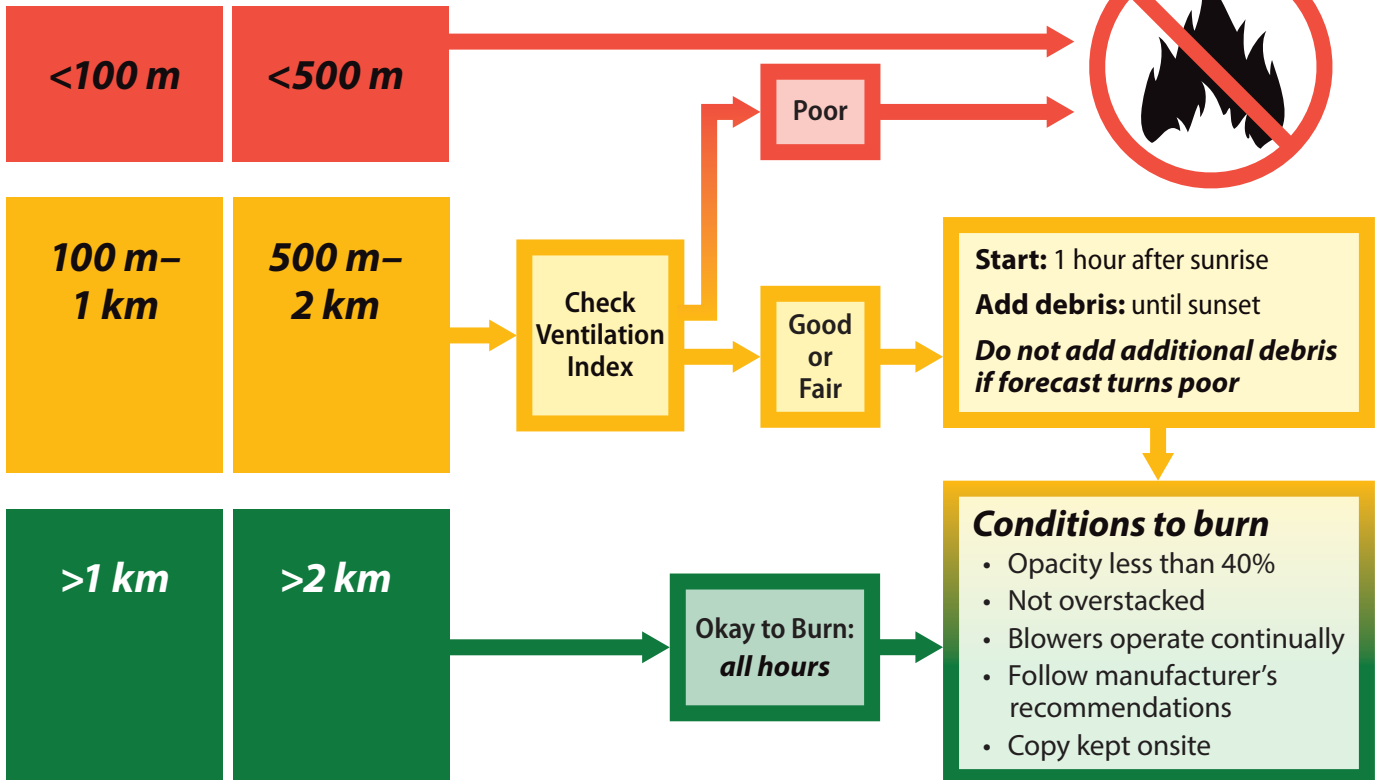 <100 m
<500 m
Poor
100 m–
1 km
500 m–
2 km
Check
Ventilation
Index
Good
or
Fair
Start: 1 hour after sunrise
Add debris: until sunset
Do not add additional debris
if forecast turns poor
>1 km
>2 km
Okay to Burn:
all hours
Conditions to burn
• Opacity less than 40%
• Not overstacked
• Blowers operate continually
• Follow manufacturer’s
recommendations
• Copy kept onsite